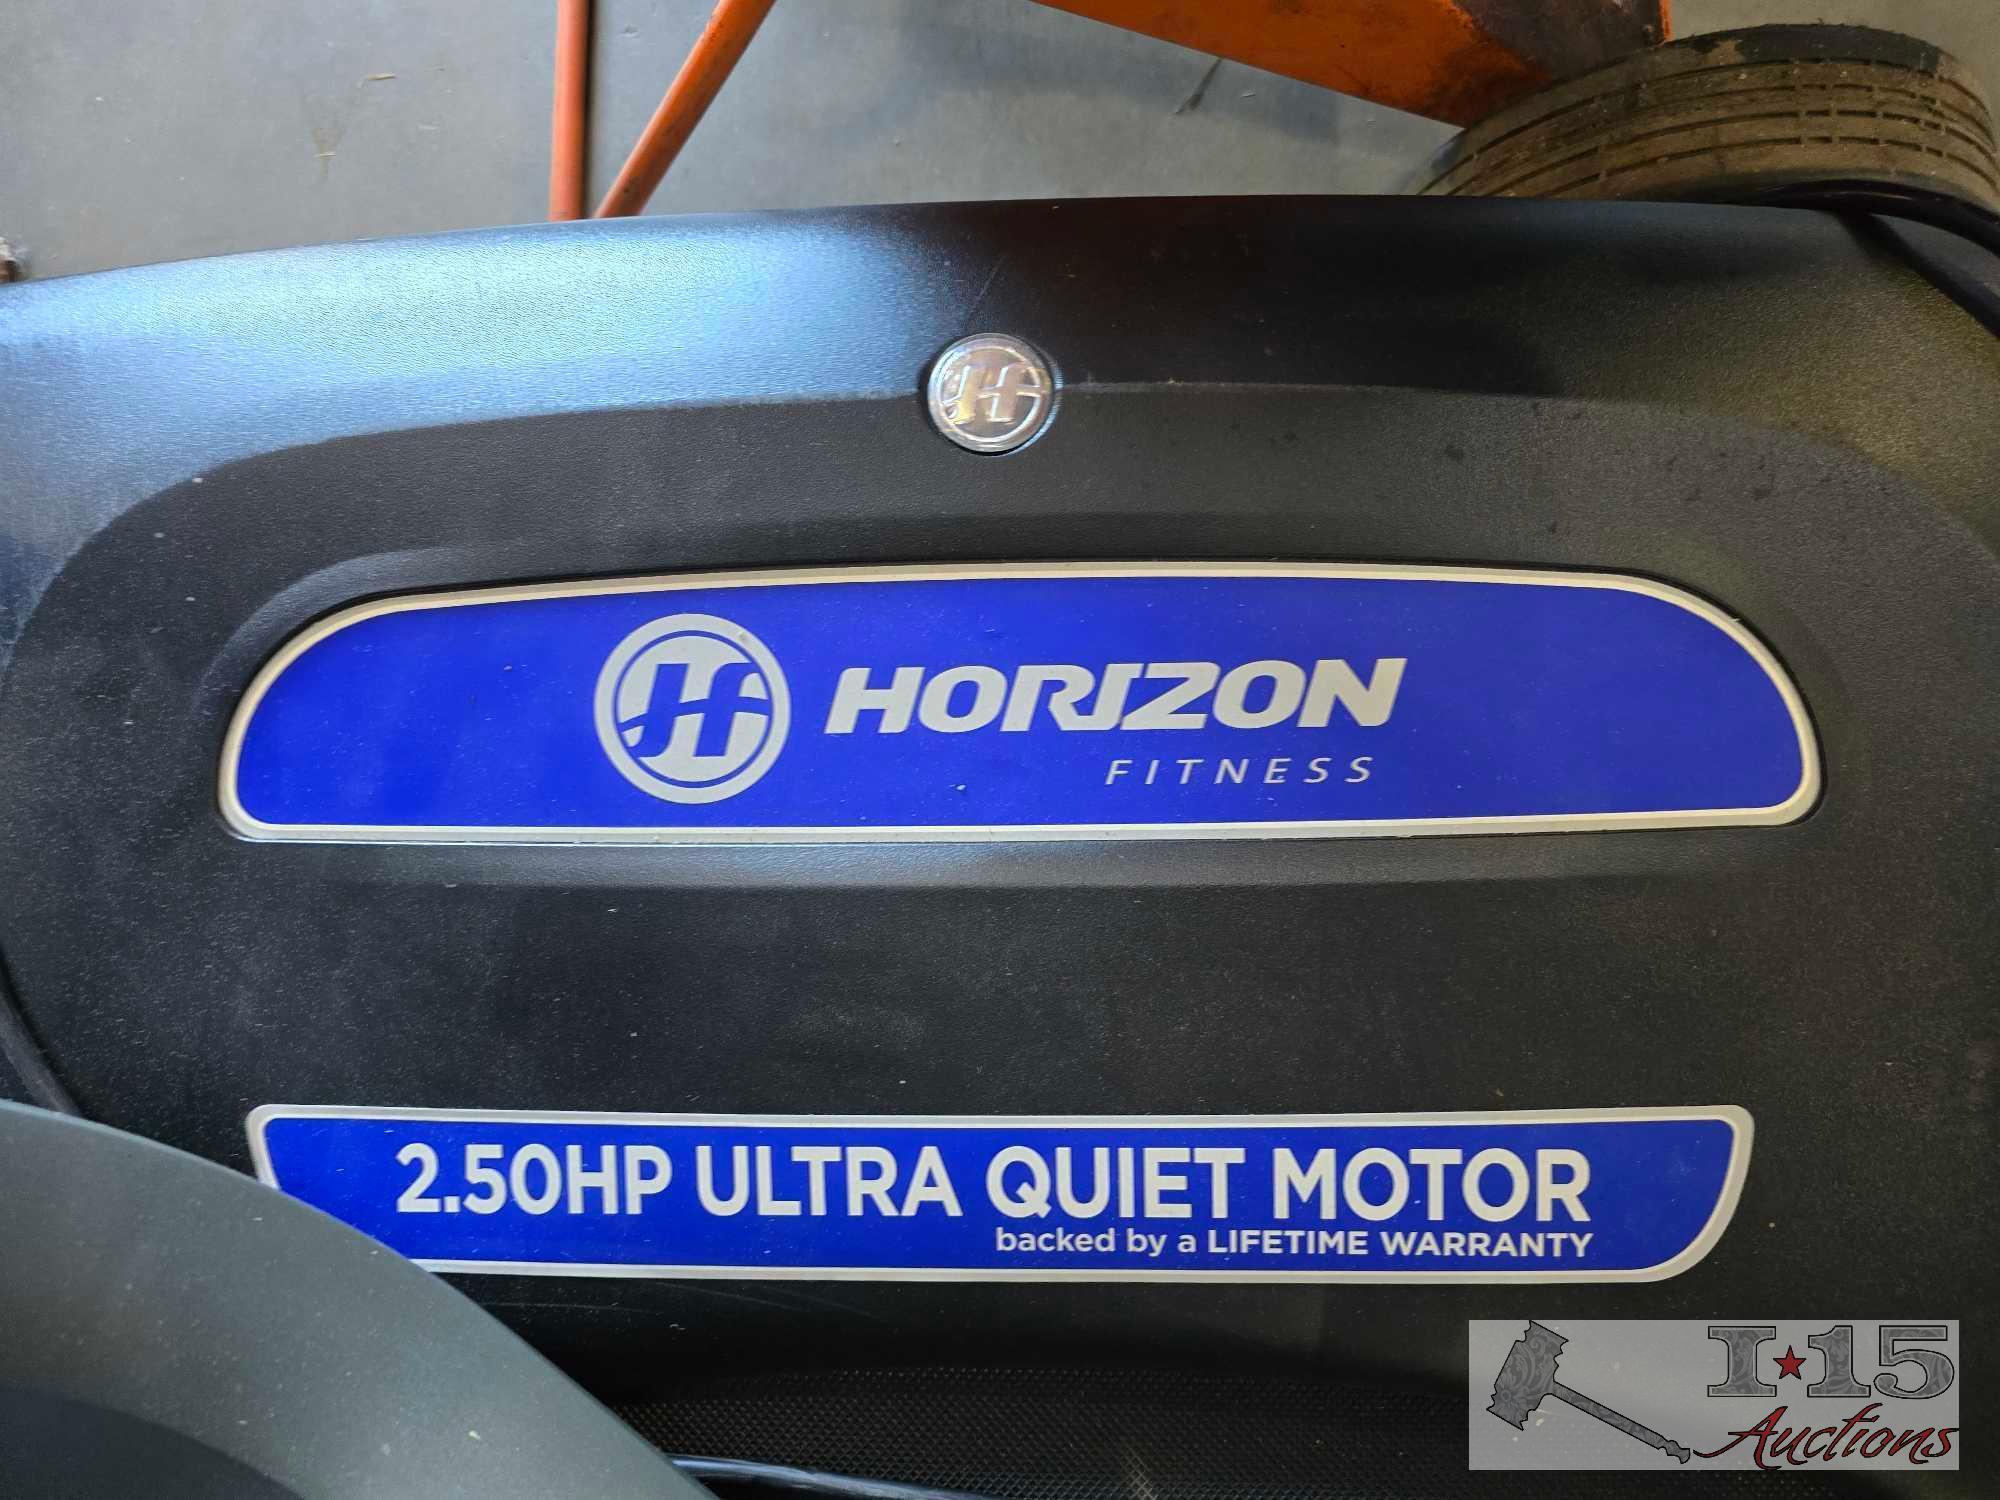 H
H
HORIZON
FITNESS
2.50HP ULTRA QUIET MOTOR
backed by a LIFETIME WARRANTY
I★15
Auctions